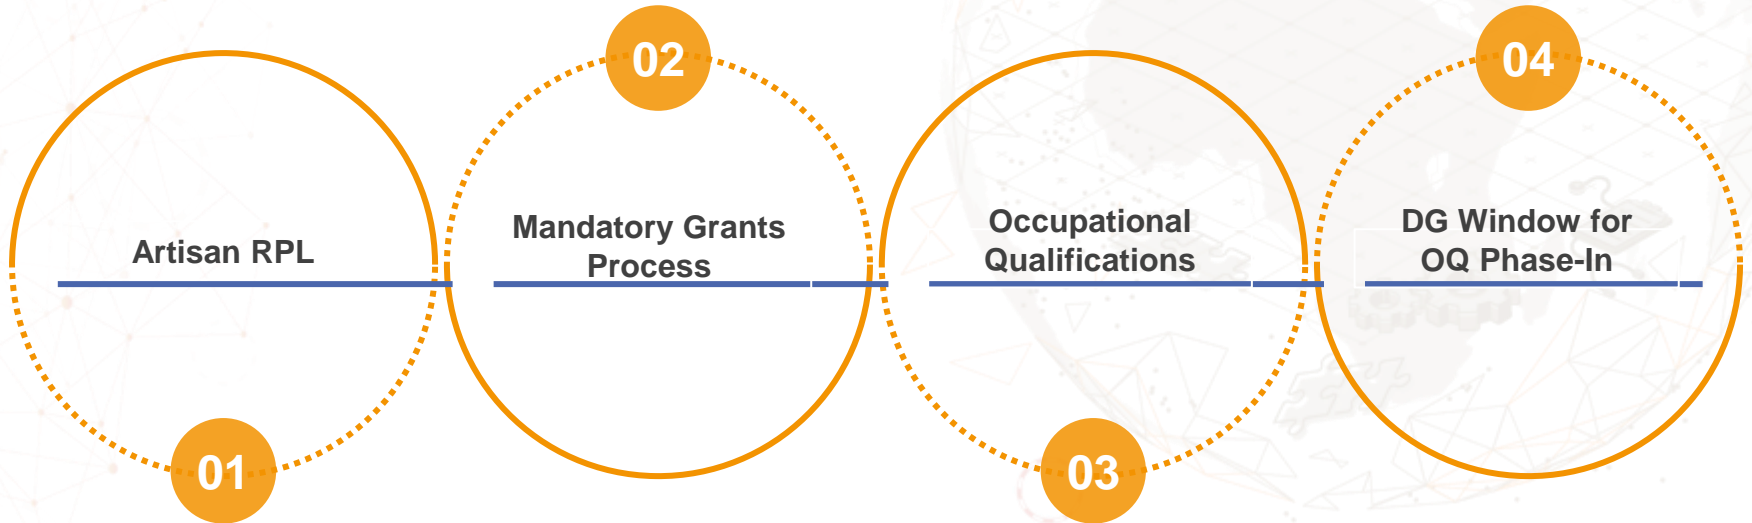 01
Artisan RPL
02
Mandatory Grants
Process
03
Occupational
Qualifications
04
DG Window for
OQ Phase-In